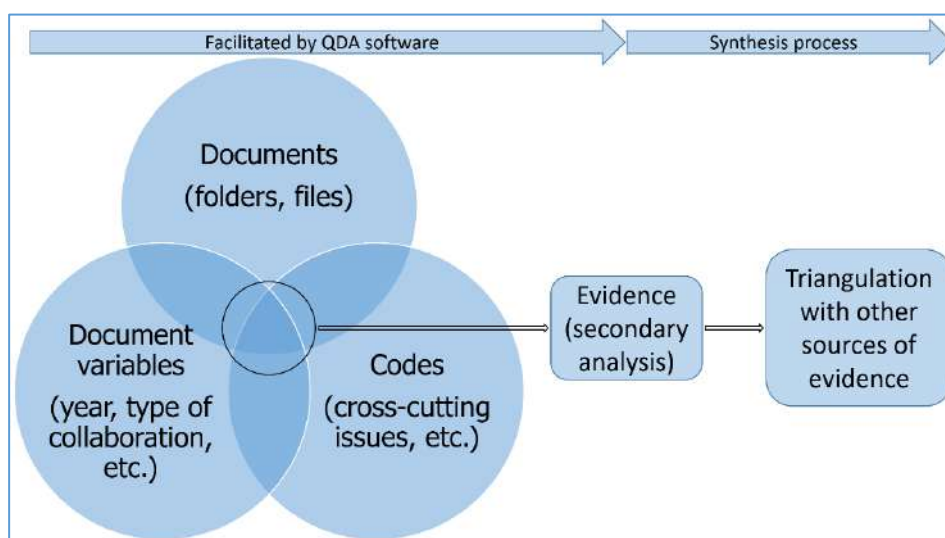 Facilitated by QDA software
Synthesis process
Documents
(folders, files)
Document
variables
(year, type of
collaboration,
etc.)
Codes
(cross-cutting
issues, etc.)
Evidence
(secondary
analysis)
Triangulation
with other
sources of
evidence